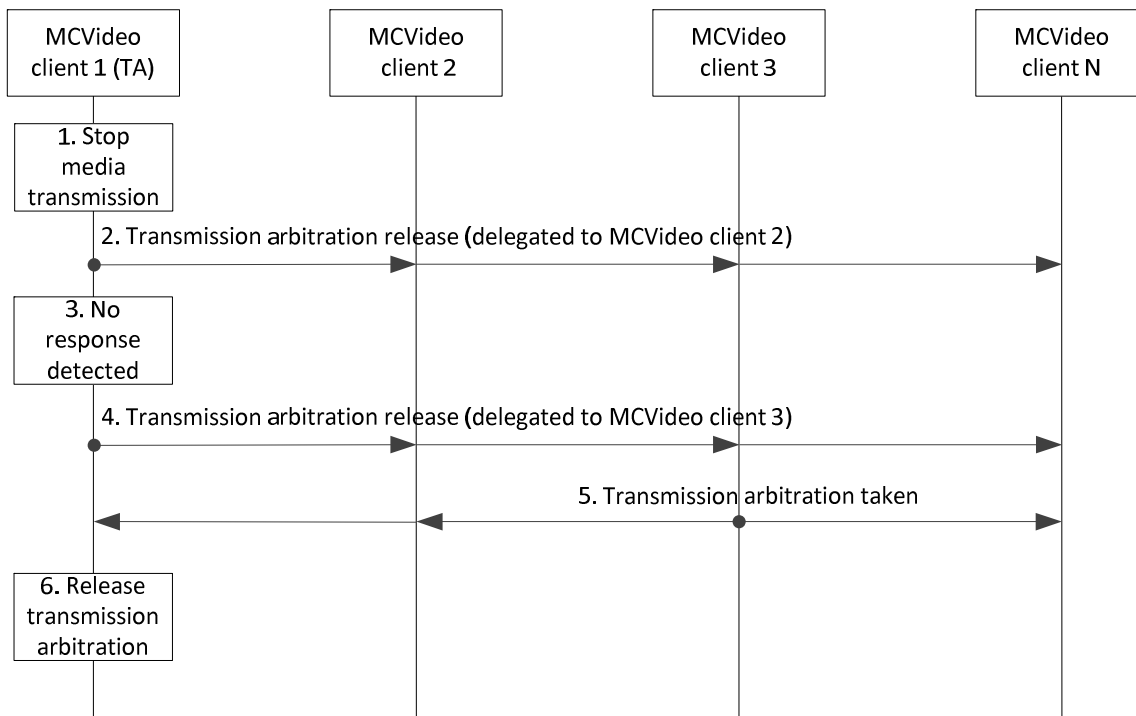 MCVideo
client 1 (TA)
MCVideo
client 2
MCVideo
client 3
MCVideo
client N
1. Stop
media
transmission
2. Transmission arbitration release (delegated to MCVideo client 2)
3. No
response
detected
4. Transmission arbitration release (delegated to MCVideo client 3)
5. Transmission arbitration taken
6. Release
transmission
arbitration